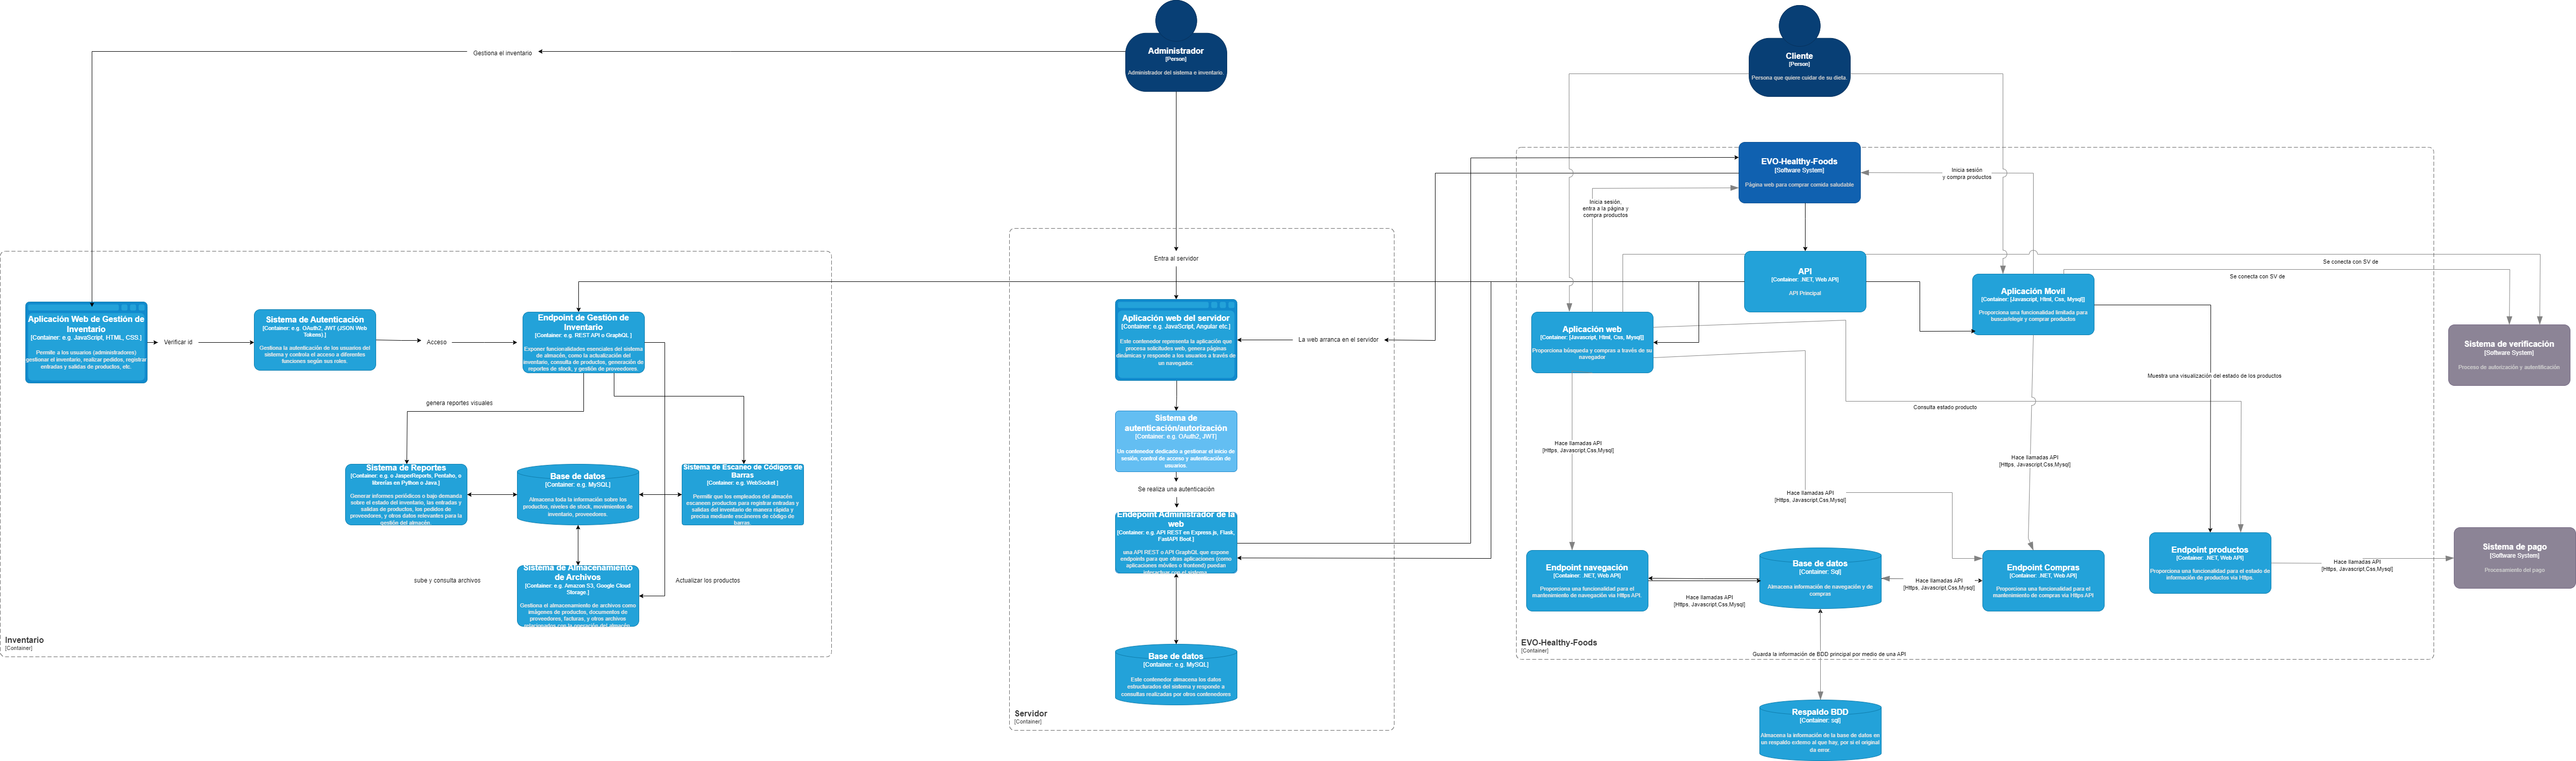 Administrador
[Person]
Administrador del sistema e inventario.
Cliente
[Person]
Persona que quiere cuidar de su dieta.
Gestiona el inventario
EVO-Healthy-Foods
[Software System]
Página web para comprar comida saludable
Inicia sesión
y compra productos
Inicia sesión,
entra a la página y
compra productos
Entra al servidor
Se conecta con SV de
Se conecta con SV de
API
[Container: .NET, Web API]
API Principal
Aplicación Movil
[Container: [Javascript, Html, Css, Mysql]]
Proporciona una funcionalidad limitada para
buscar/elegir y comprar productos
Aplicación web
[Container: [Javascript, Html, Css, Mysql]]
Proporciona búsqueda y compras a través de su
navegador
Sistema de verificación
[Software System]
Proceso de autorización y autentificación
Aplicación Web de Gestión de
Inventario
[Container: e.g. JavaScript, HTML, CSS.]
Permitir a los usuarios (administradores)
gestionar el inventario, realizar pedidos, registrar
entradas y salidas de productos, etc.
Verificar id
Sistema de Autenticación
[Container: e.g. OAuth2, JWT (JSON Web
Tokens).]
Gestiona la autenticación de los usuarios del
sistema y controla el acceso a diferentes
funciones según sus roles.
Acceso
Endpoint de Gestión de
Inventario
[Container: e.g. REST API o GraphQL ]
Exponer funcionalidades esenciales del sistema
de almacén, como la actualización del
inventario, consulta de productos, generación de
reportes de stock, y gestión de proveedores.
Aplicación web del servidor
[Container: e.g. JavaScript, Angular etc.]
Este contenedor representa la aplicación que
procesa solicitudes web, genera páginas
dinámicas y responde a los usuarios a través de
un navegador.
La web arranca en el servidor
genera reportes visuales
Muestra una visualización del estado de los productos
Consulta estado producto
Sistema de
autenticación/autorización
[Container: e.g. OAuth2, JWT]
Un contenedor dedicado a gestionar el inicio de
sesión, control de acceso y autenticación de
usuarios.
Se realiza una autenticación
Hace llamadas API
[Https, Javascript,Css,Mysql]
Hace llamadas API
[Https, Javascript,Css,Mysql]
Hace llamadas API
[Https, Javascript,Css,Mysql]
Sistema de Reportes
[Container: e.g. o JasperReports, Pentaho, o
librerías en Python o Java.]
Generar informes periódicos o bajo demanda
sobre el estado del inventario, las entradas y
salidas de productos, los pedidos de
proveedores, y otros datos relevantes para la
gestión del almacén.
Base de datos
[Container: e.g. MySQL]
Almacena toda la información sobre los
productos, niveles de stock, movimientos de
inventario, proveedores.
Sistema de Escaneo de Códigos de
Barras
[Container: e.g. WebSocket ]
Permitir que los empleados del almacén
escaneen productos para registrar entradas y
salidas del inventario de manera rápida y
precisa mediante escáneres de código de
barras
Endepoint Administrador de la
web
[Container: e.g. API REST en Express.js, Flask,
FastAPI Boot.]
una API REST o API GraphQL que expone
endpoints para que otras aplicaciones (como
aplicaciones móviles o frontend) puedan
interactuar con el sistema
Sistema de Almacenamiento
de Archivos
[Container: e.g. Amazon S3, Google Cloud
Storage.]
Gestiona el almacenamiento de archivos como
imágenes de productos, documentos de
proveedores, facturas, y otros archivos
relacionados con la operación del almacén.
sube y consulta archivos
Actualizar los productos
Endpoint navegación
[Container: .NET, Web API]
Proporciona una funcionalidad para el
mantenimiento de navegación via Https API.
Base de datos
[Container: Sql]
Almacena información de navegación y de
compras
Endpoint Compras
[Container: .NET, Web API]
Proporciona una funcionalidad para el
mantenimiento de compras via Https API
Endpoint productos
[Container: .NET, Web API]
Proporciona una funcionalidad para el estado de
información de productos via Https.
Sistema de pago
[Software System]
Procesamiento del pago
Hace llamadas API
[Https, Javascript,Css,Mysql]
Hace llamadas API
[Https, Javascript,Css,Mysql]
Hace llamadas API
[Https, Javascript,Css,Mysql]
Inventario
[Container]
EVO-Healthy-Foods
[Container]
Guarda la información de BDD principal por medio de una API
Base de datos
[Container: e.g. MySQL]
Este contenedor almacena los datos
estructurados del sistema y responde a
consultas realizadas por otros contenedores
Servidor
[Container]
Respaldo BDD
[Container: sql]
Almacena la información de la base de datos en
un respaldo externo al que hay, por si el original
da error.